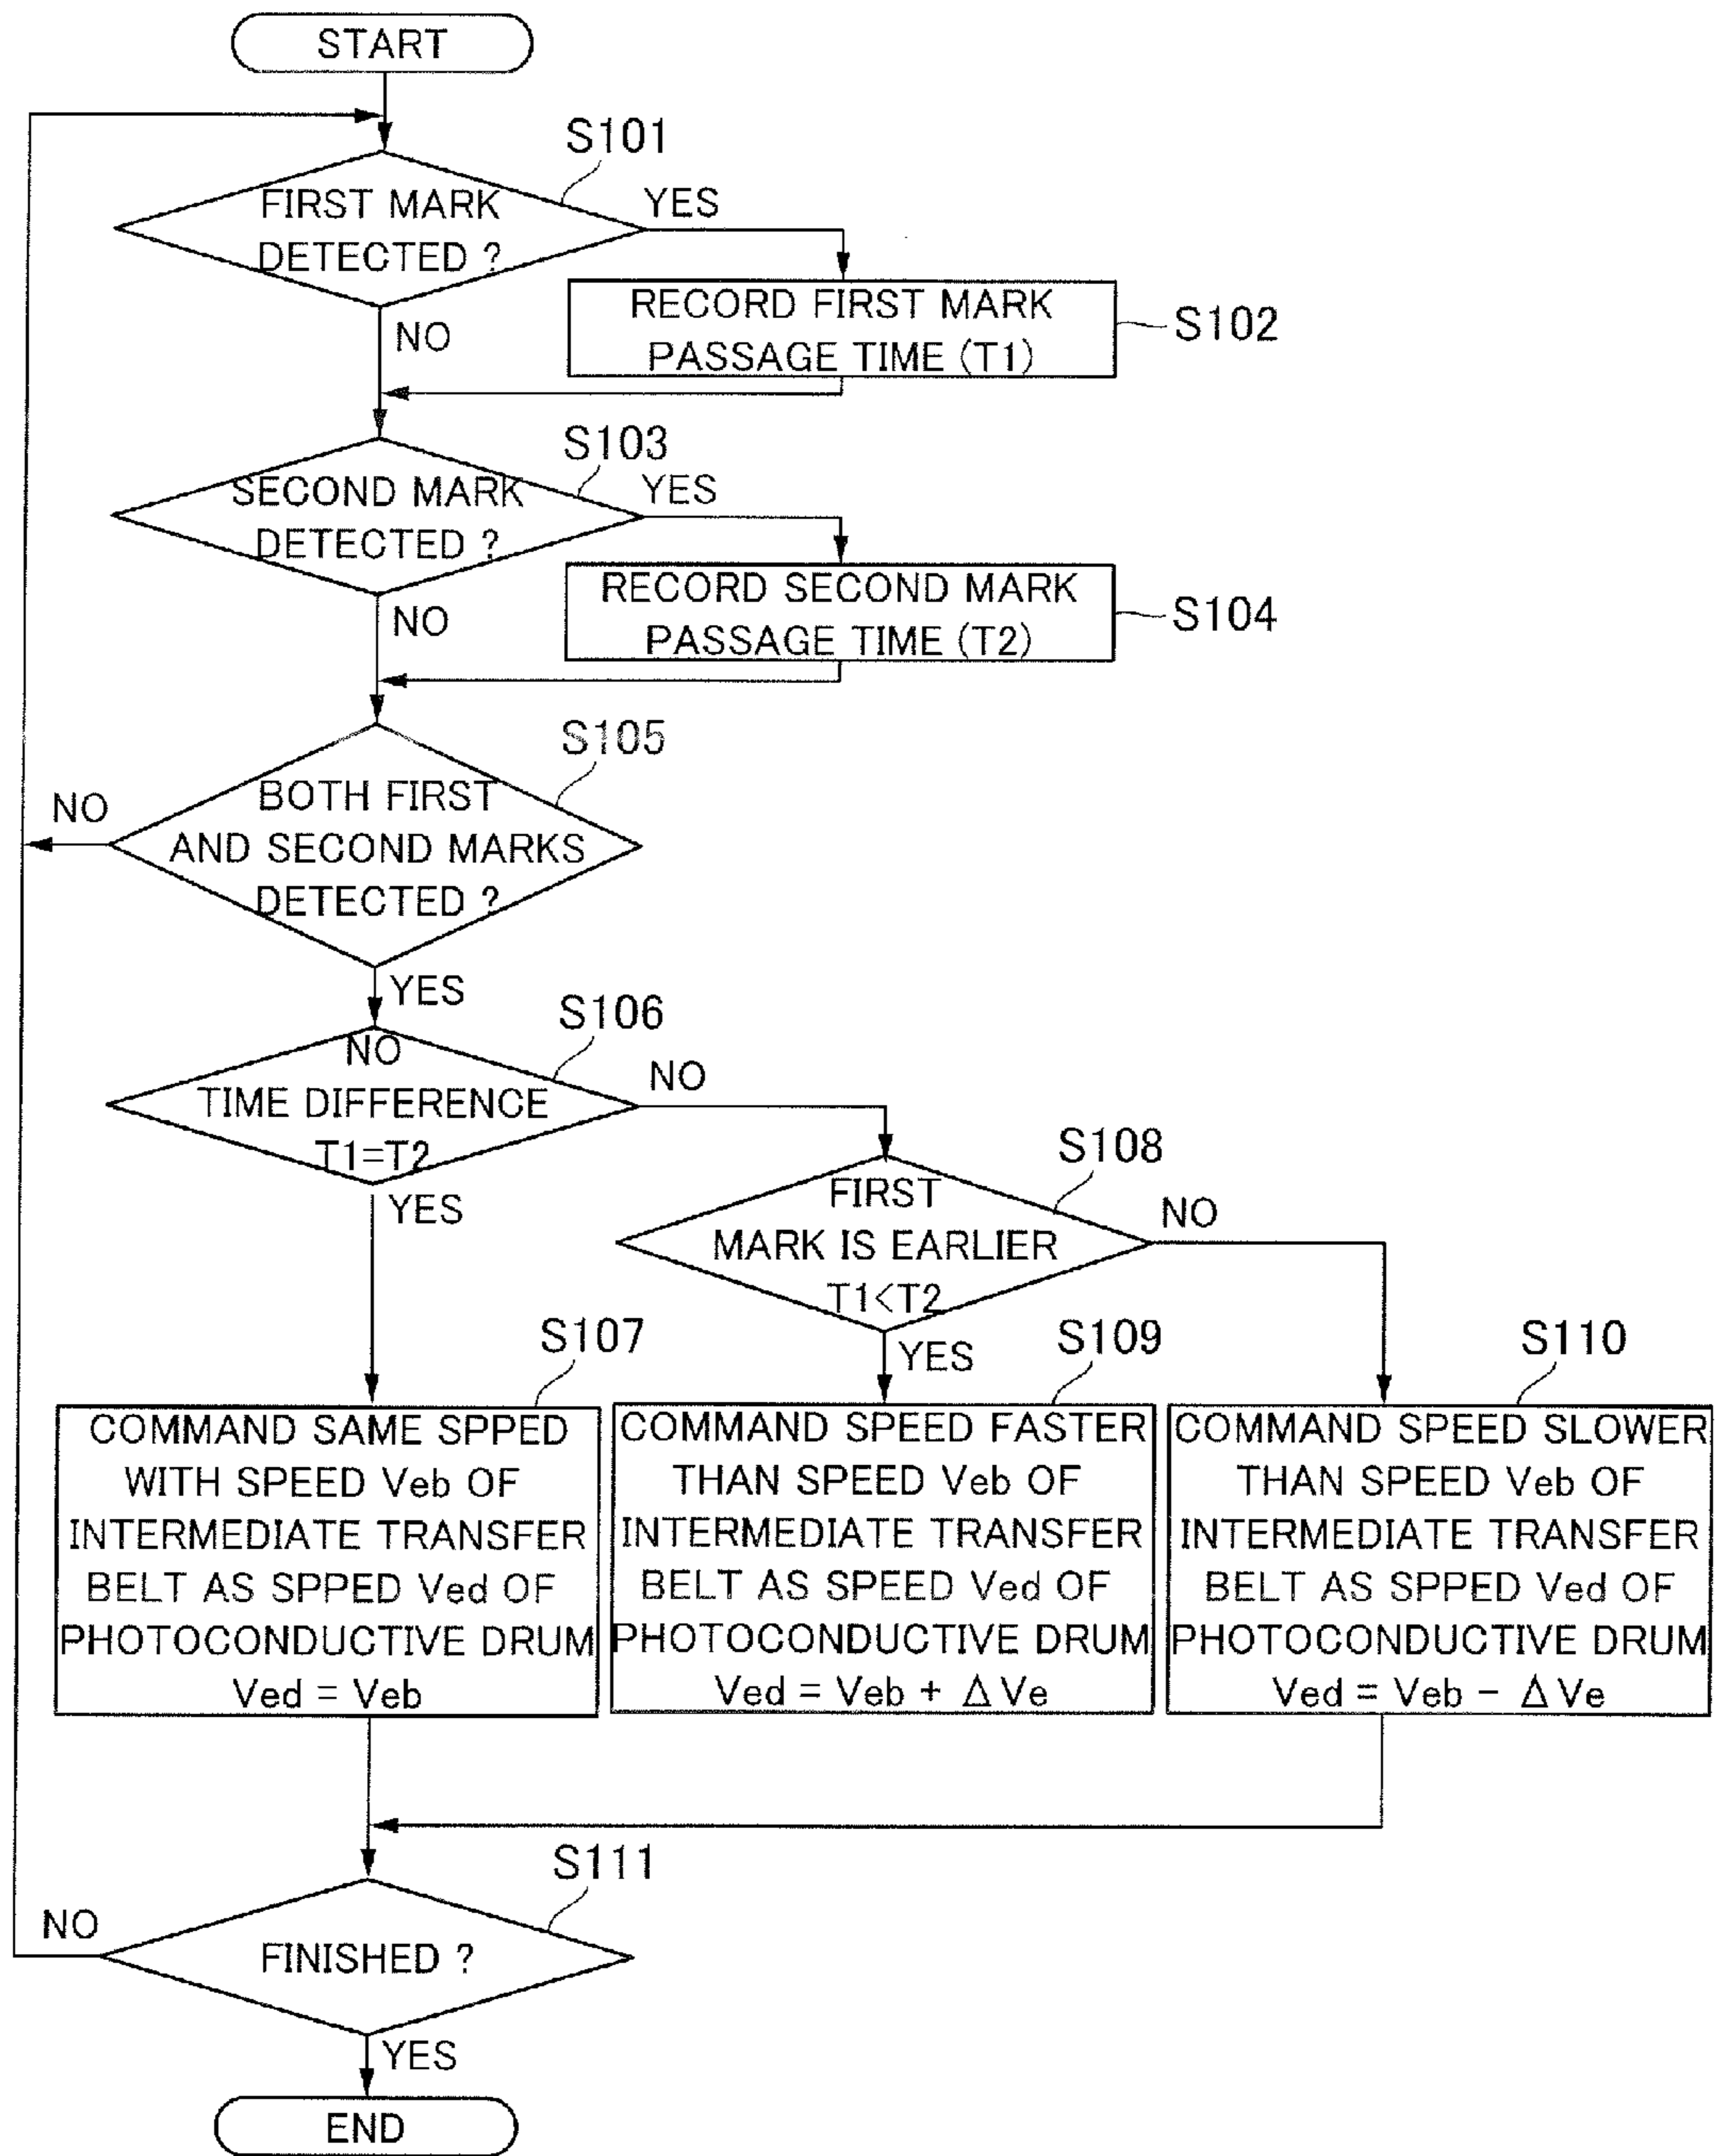 START
S101
FIRST MARK
DETECTED ?
YES
NO
RECORD FIRST MARK
PASSAGE TIME (T1)
S102
S103
SECOND MARK
DETECTED ?
YES
NO
RECORD SECOND MARK
PASSAGE TIME (T2)
S104
S105
BOTH FIRST
AND SECOND MARKS
DETECTED ?
NO
YES
S106
NO
TIME DIFFERENCE
T1=T2
NO
YES
S108
FIRST
MARK IS EARLIER
T1<T2
NO
YES
S107
COMMAND SAME SPPED
WITH SPEED Veb OF
INTERMEDIATE TRANSFER
BELT AS SPPED Ved OF
PHOTOCONDUCTIVE DRUM
Ved = Veb
S109
COMMAND SPEED FASTER
THAN SPEED Veb OF
INTERMEDIATE TRANSFER
BELT AS SPEED Ved OF
PHOTOCONDUCTIVE DRUM
Ved = Veb + Δ Ve
S110
COMMAND SPEED SLOWER
THAN SPEED Veb OF
INTERMEDIATE TRANSFER
BELT AS SPPED Ved OF
PHOTOCONDUCTIVE DRUM
Ved = Veb − Δ Ve
S111
FINISHED ?
NO
YES
END